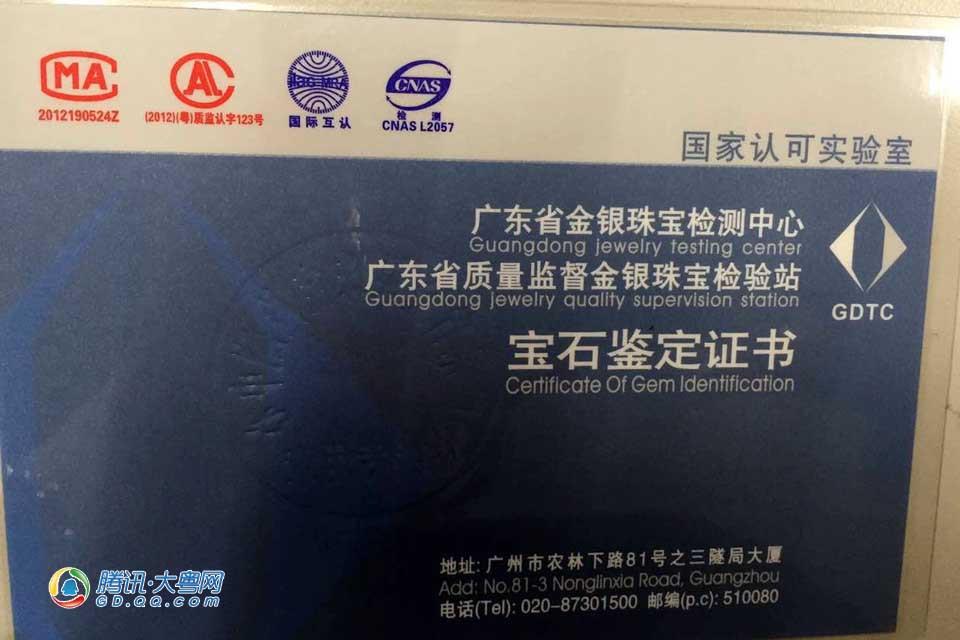 MA
2012190524Z
CAL
(2012)(粤)质监认字123号
ilac-MRA
国际互认
CNAS
检 测
CNAS L2057
国家认可实验室
广东省金银珠宝检测中心
Guangdong jewelry testing center
广东省质量监督金银珠宝检验站
Guangdong jewelry quality supervision station
GDTC
宝石鉴定证书
Certificate Of Gem Identification
地址: 广州市农林下路81号之三隧局大厦
Add: No.81-3 Nonglinxia Road, Guangzhou
电话(Tel): 020-87301500 邮编(p.c): 510080
腾讯·大粤网
GD.QQ.COM